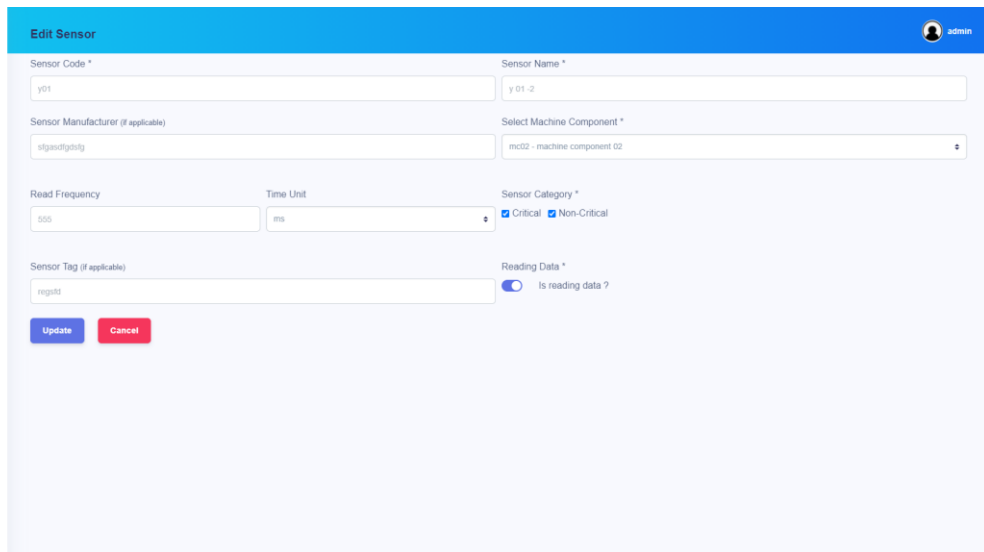 Edit Sensor
admin
Sensor Code *
Sensor Name *
y01
y 01 -2
Sensor Manufacturer (if applicable)
Select Machine Component *
sfgasdfgdsfg
mc02 - machine component 02
Read Frequency
Time Unit
Sensor Category *
555
ms
Critical
Non-Critical
Sensor Tag (if applicable)
Reading Data *
regsfd
Is reading data ?
Update
Cancel